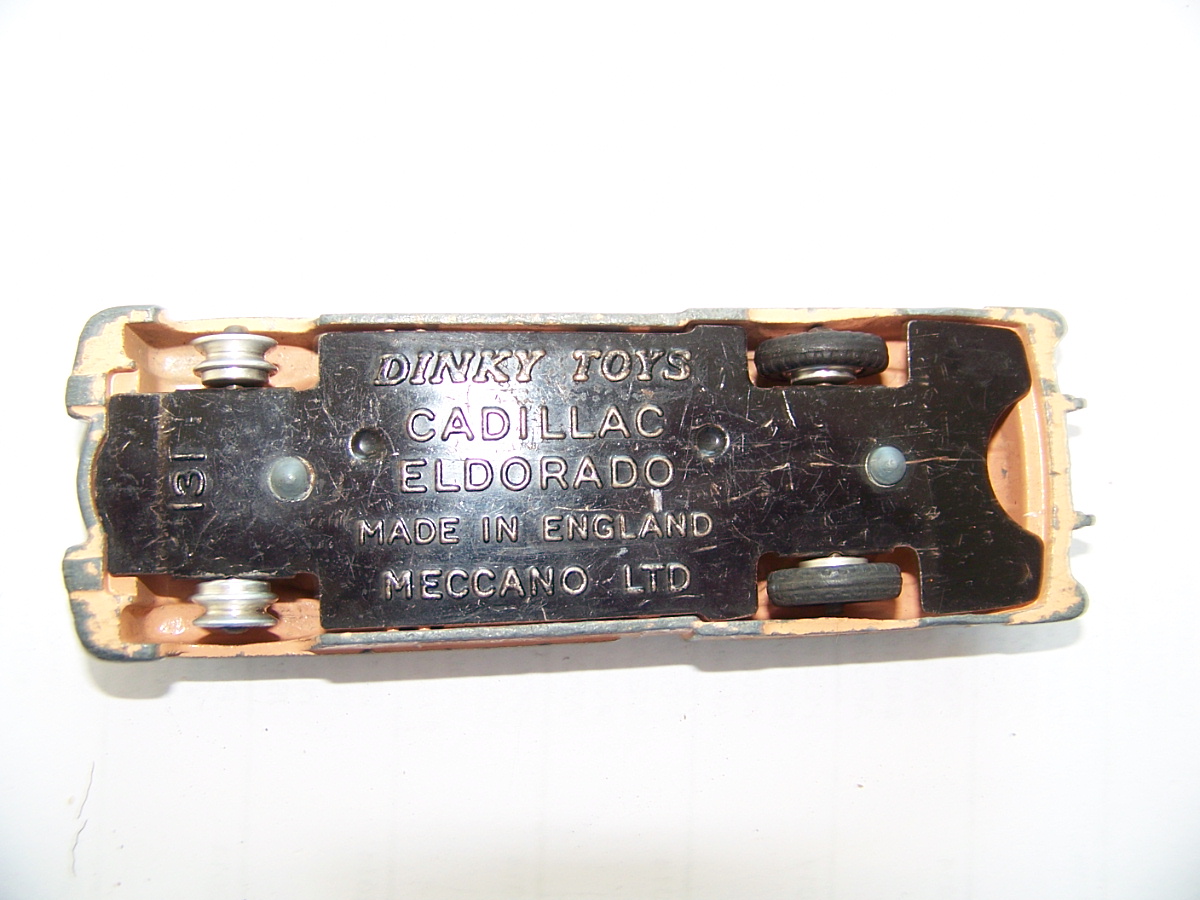 DINKY TOYS
CADILLAC
ELDORADO
MADE IN ENGLAND
MECCANO LTD
131